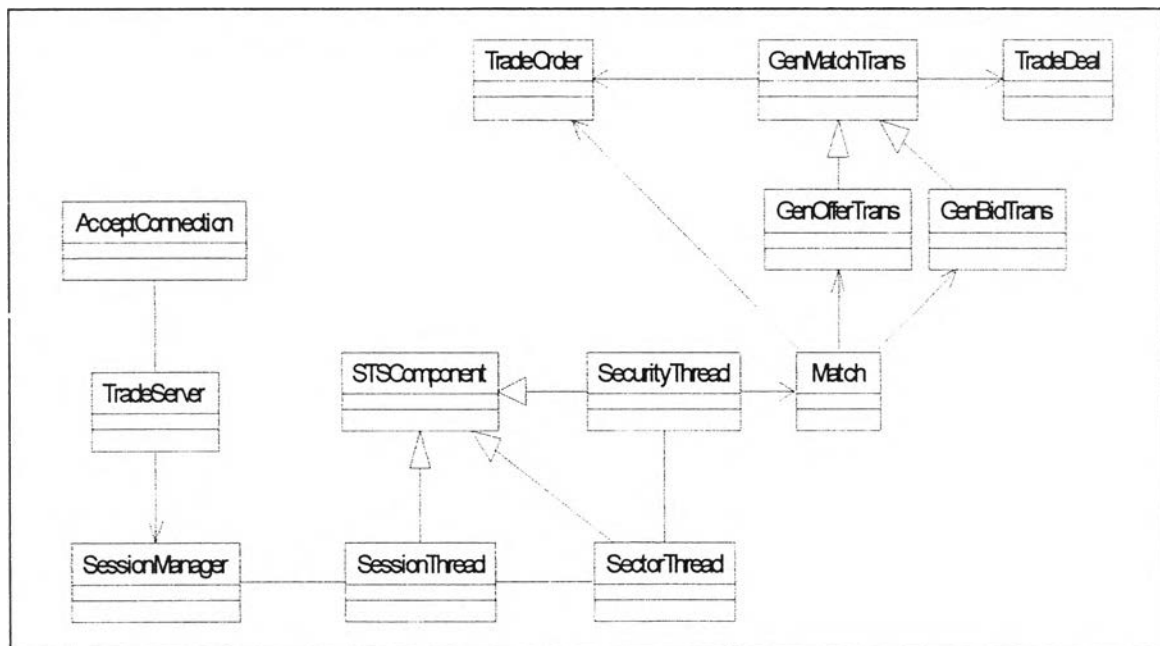 TradeOrder
GenMatchTrans
TradeDeal
AcceptConnection
GenOfferTrans
GenBidTrans
TradeServer
STSComponent
SecurityThread
Match
SessionManager
SessionThread
SectorThread